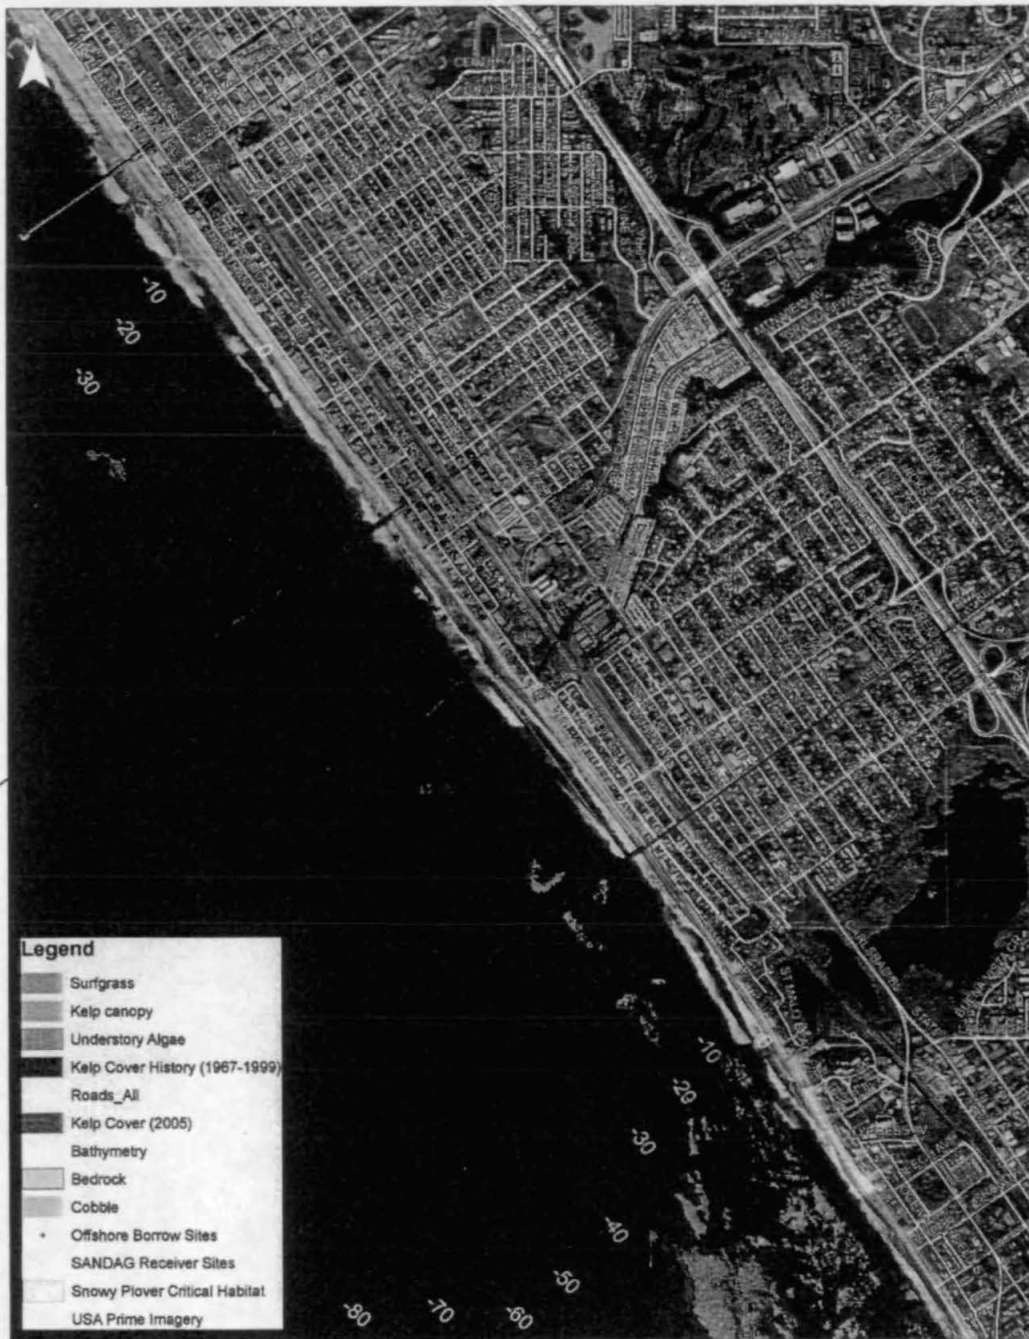 -10
-20
-30
-10
-20
-30
-40
-50
-60
-70
-80
Legend
Surfgrass
Kelp canopy
Understory Algae
Kelp Cover History (1967-1999)
Roads_All
Kelp Cover (2005)
Bathymetry
Bedrock
Cobble
Offshore Borrow Sites
SANDAG Receiver Sites
Snowy Plover Critical Habitat
USA Prime Imagery